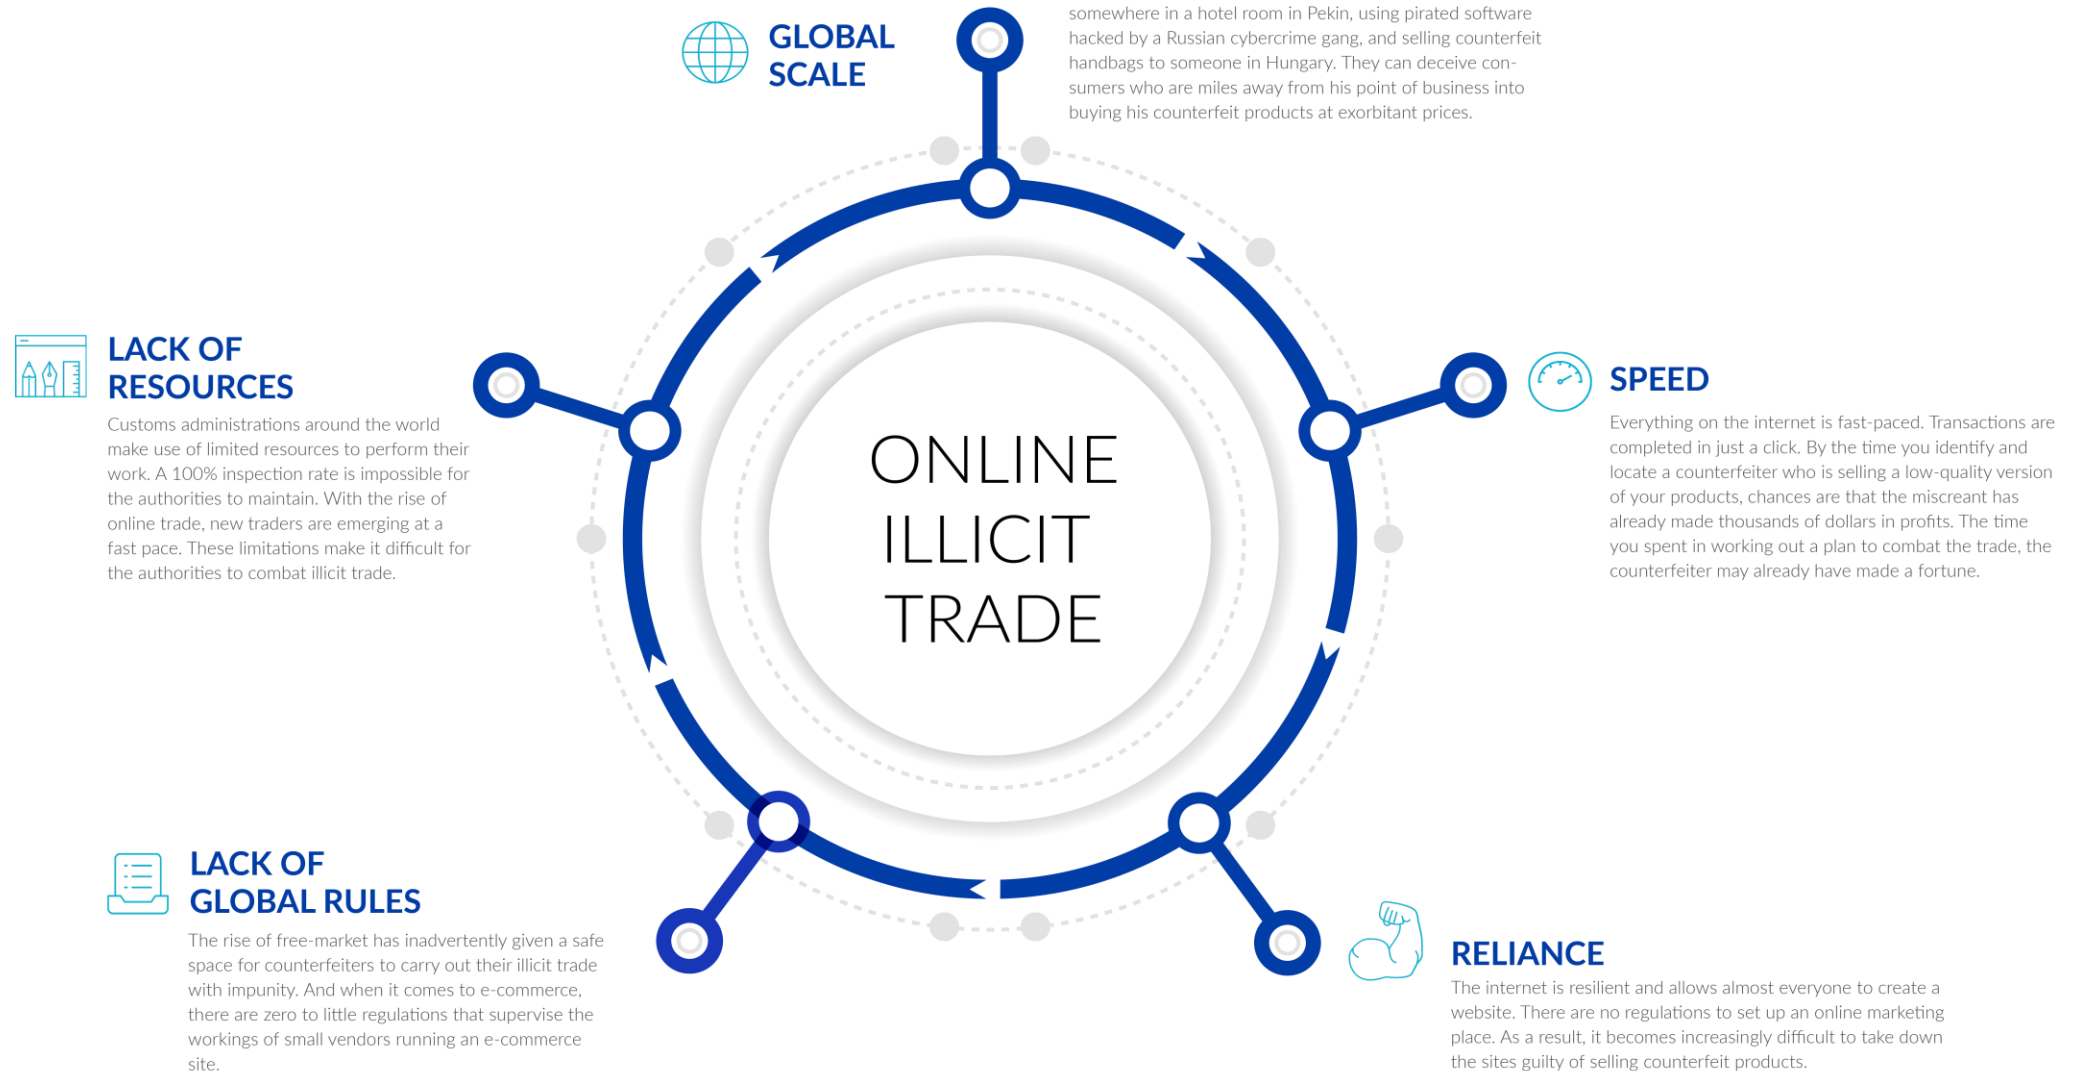 GLOBAL
SCALE
somewhere in a hotel room in Pekin, using pirated software
hacked by a Russian cybercrime gang, and selling counterfeit
handbags to someone in Hungary. They can deceive con-
sumers who are miles away from his point of business into
buying his counterfeit products at exorbitant prices.
LACK OF
RESOURCES
Customs administrations around the world
make use of limited resources to perform their
work. A 100% inspection rate is impossible for
the authorities to maintain. With the rise of
online trade, new traders are emerging at a
fast pace. These limitations make it difficult for
the authorities to combat illicit trade.
ONLINE
ILLICIT
TRADE
SPEED
Everything on the internet is fast-paced. Transactions are
completed in just a click. By the time you identify and
locate a counterfeiter who is selling a low-quality version
of your products, chances are that the miscreant has
already made thousands of dollars in profits. The time
you spent in working out a plan to combat the trade, the
counterfeiter may already have made a fortune.
LACK OF
GLOBAL RULES
The rise of free-market has inadvertently given a safe
space for counterfeiters to carry out their illicit trade
with impunity. And when it comes to e-commerce,
there are zero to little regulations that supervise the
workings of small vendors running an e-commerce
site.
RELIANCE
The internet is resilient and allows almost everyone to create a
website. There are no regulations to set up an online marketing
place. As a result, it becomes increasingly difficult to take down
the sites guilty of selling counterfeit products.